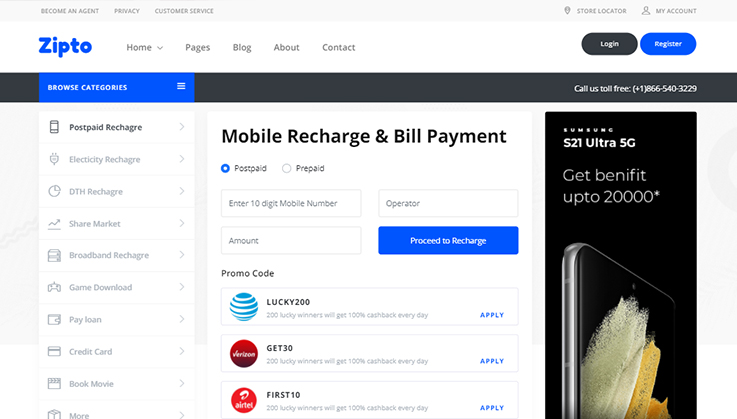 BECOME AN AGENT PRIVACY CUSTOMER SERVICE STORE LOCATOR MY ACCOUNT
Zipto Home Pages Blog About Contact Login Register
BROWSE CATEGORIES Call us toll free: (+1)866-540-3229
Postpaid Rechagre
Electicity Rechagre
DTH Rechagre
Share Market
Broadband Rechagre
Game Download
Pay loan
Credit Card
Book Movie
More
Mobile Recharge & Bill Payment
Postpaid Prepaid
Enter 10 digit Mobile Number Operator
Amount Proceed to Recharge
Promo Code
LUCKY200
200 lucky winners will get 100% cashback every day APPLY
verizon
GET30
200 lucky winners will get 100% cashback every day APPLY
airtel
FIRST10
200 lucky winners will get 100% cashback every day APPLY
SUMSUNG
S21 Ultra 5G
Get benifit
upto 20000*